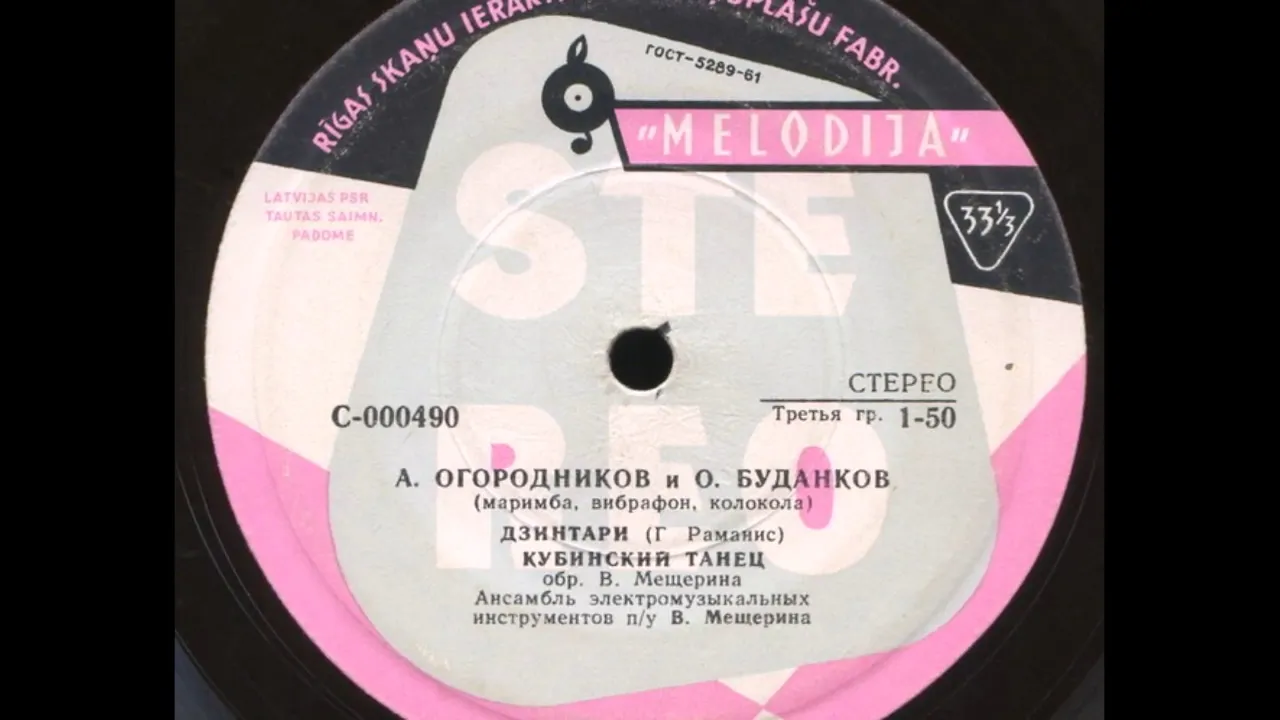 RĪGAS SKAŅU IERAKST
PLAŠU FABR.
ГОСТ-5289-61
"MELODIJA"
STE
LATVIJAS PSR
TAUTAS SAIMN.
PADOME
33⅓
СТЕРЕО
С-000490
Третья гр. 1-50
REO
А. ОГОРОДНИКОВ и О. БУДАНКОВ
(маримба, вибрафон, колокола)
ДЗИНТАРИ (Г Раманис)
КУБИНСКИЙ ТАНЕЦ
обр. В. Мещерина
Ансамбль электромузыкальных
инструментов п/у В. Мещерина